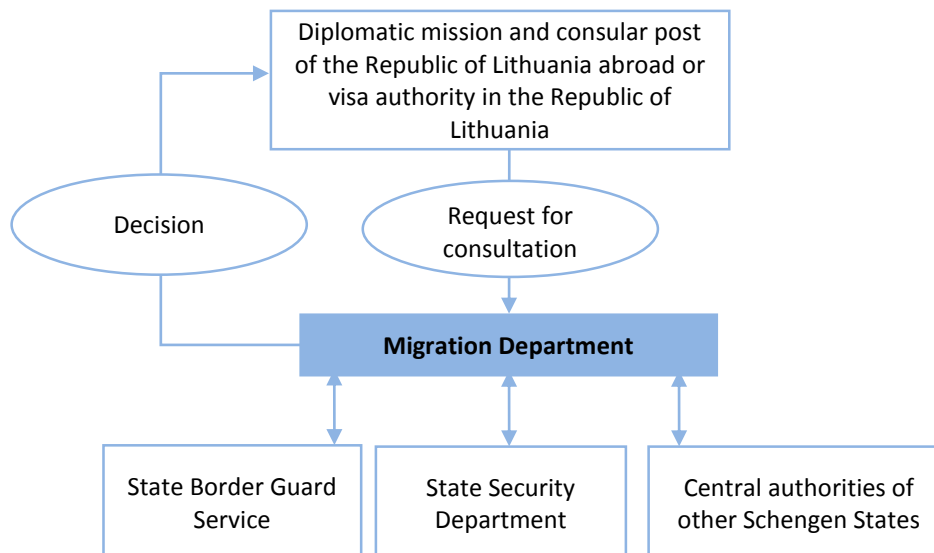 Diplomatic mission and consular post
of the Republic of Lithuania abroad or
visa authority in the Republic of
Lithuania
Decision
Request for
consultation
Migration Department
State Border Guard
Service
State Security
Department
Central authorities of
other Schengen States